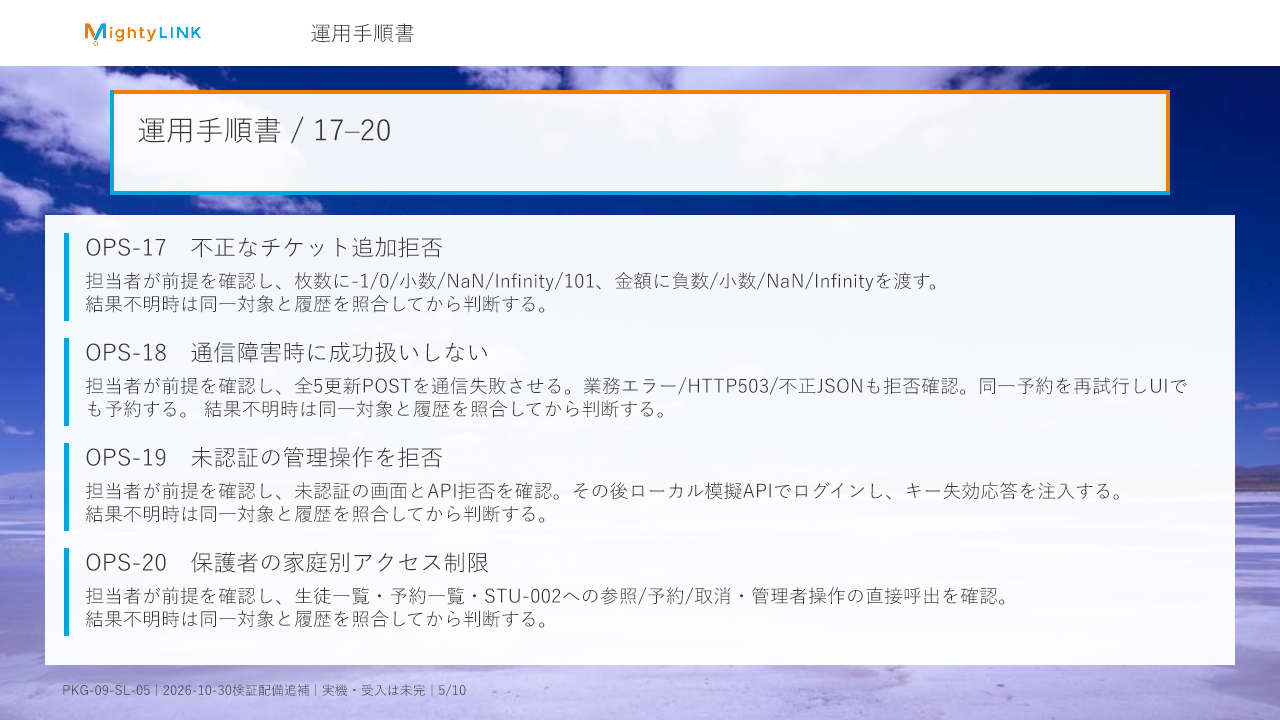 MightyLINK
運用手順書
運用手順書 / 17–20
OPS-17　不正なチケット追加拒否
担当者が前提を確認し、枚数に-1/0/小数/NaN/Infinity/101、金額に負数/小数/NaN/Infinityを渡す。
結果不明時は同一対象と履歴を照合してから判断する。
OPS-18　通信障害時に成功扱いしない
担当者が前提を確認し、全5更新POSTを通信失敗させる。業務エラー/HTTP503/不正JSONも拒否確認。同一予約を再試行しUIで
も予約する。 結果不明時は同一対象と履歴を照合してから判断する。
OPS-19　未認証の管理操作を拒否
担当者が前提を確認し、未認証の画面とAPI拒否を確認。その後ローカル模擬APIでログインし、キー失効応答を注入する。
結果不明時は同一対象と履歴を照合してから判断する。
OPS-20　保護者の家庭別アクセス制限
担当者が前提を確認し、生徒一覧・予約一覧・STU-002への参照/予約/取消・管理者操作の直接呼出を確認。
結果不明時は同一対象と履歴を照合してから判断する。
PKG-09-SL-05｜2026-10-30検証配備追補｜実機・受入は未完｜5/10